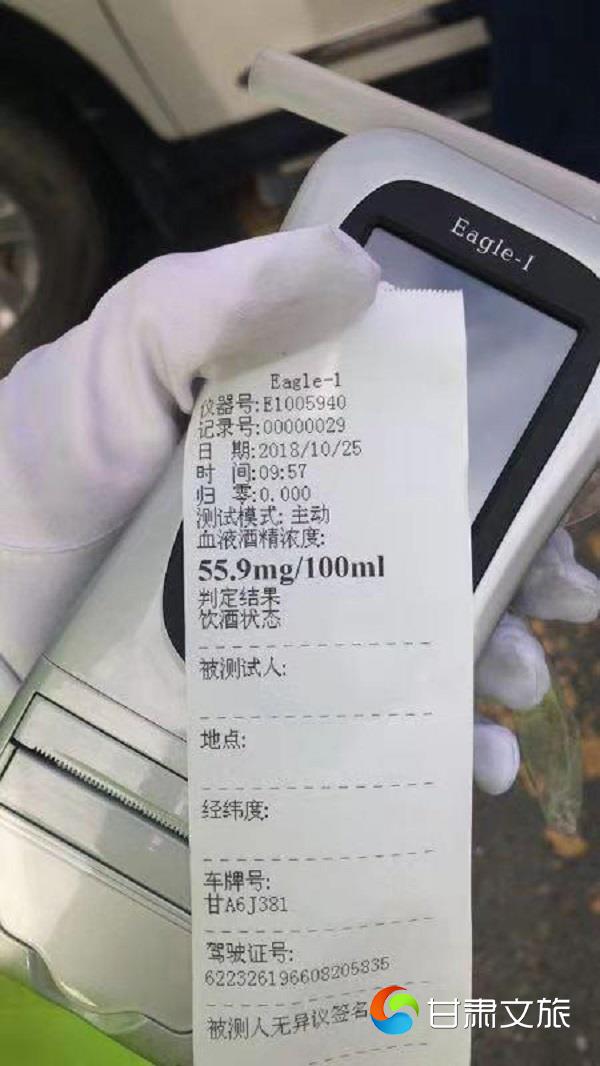 Eagle-I
Eagle-1
仪器号:E1005940
记录号:00000029
日 期:2018/10/25
时 间:09:57
归 零:0.000
测试模式: 主动
血液酒精浓度:
55.9mg/100ml
判定结果
饮酒状态
被测试人:
地点:
经纬度:
车牌号:
甘A6J381
驾驶证号:
622326196608205835
被测人无异议签名
甘肃文旅